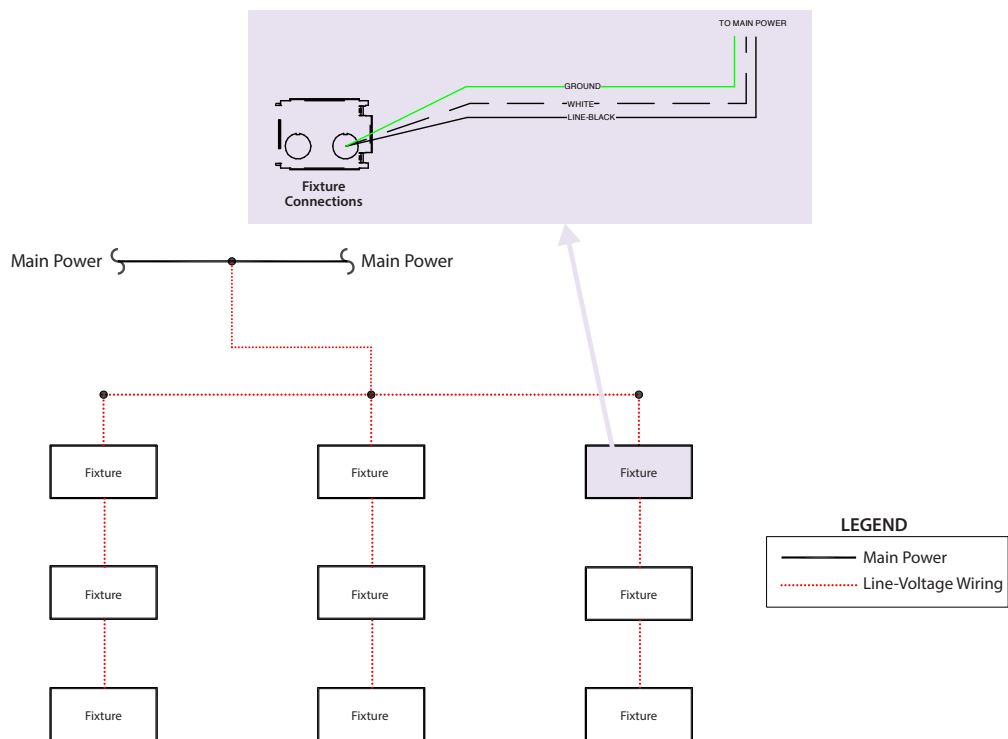 TO MAIN POWER
GROUND
WHITE
LINE-BLACK
Fixture
Connections
Main Power
Main Power
Fixture
Fixture
Fixture
LEGEND
Main Power
Line-Voltage Wiring
Fixture
Fixture
Fixture
Fixture
Fixture
Fixture